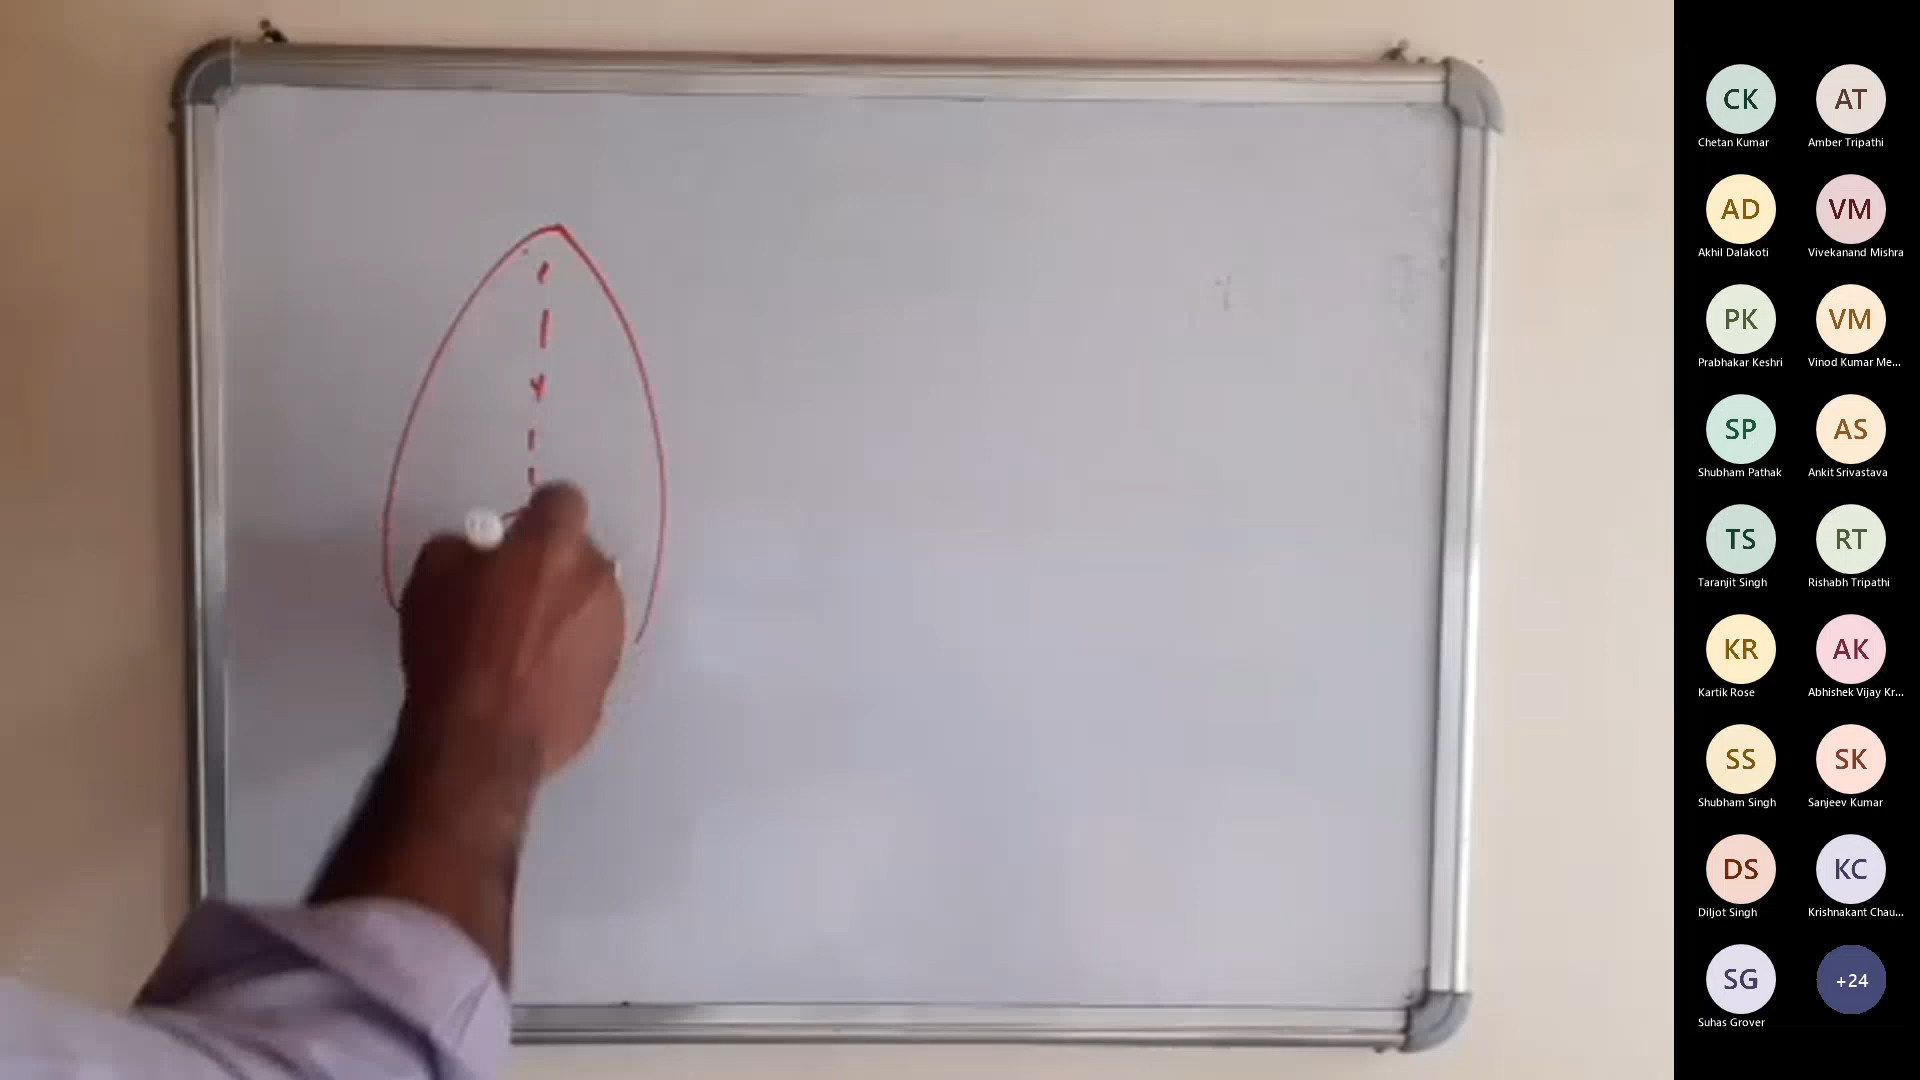 CK AT
Chetan Kumar Amber Tripathi
AD VM
Akhil Dalakoti Vivekanand Mishra
PK VM
Prabhakar Keshri Vinod Kumar Me...
SP AS
Shubham Pathak Ankit Srivastava
TS RT
Taranjit Singh Rishabh Tripathi
KR AK
Kartik Rose Abhishek Vijay Kr...
SS SK
Shubham Singh Sanjeev Kumar
DS KC
Diljot Singh Krishnakant Chau...
SG +24
Suhas Grover